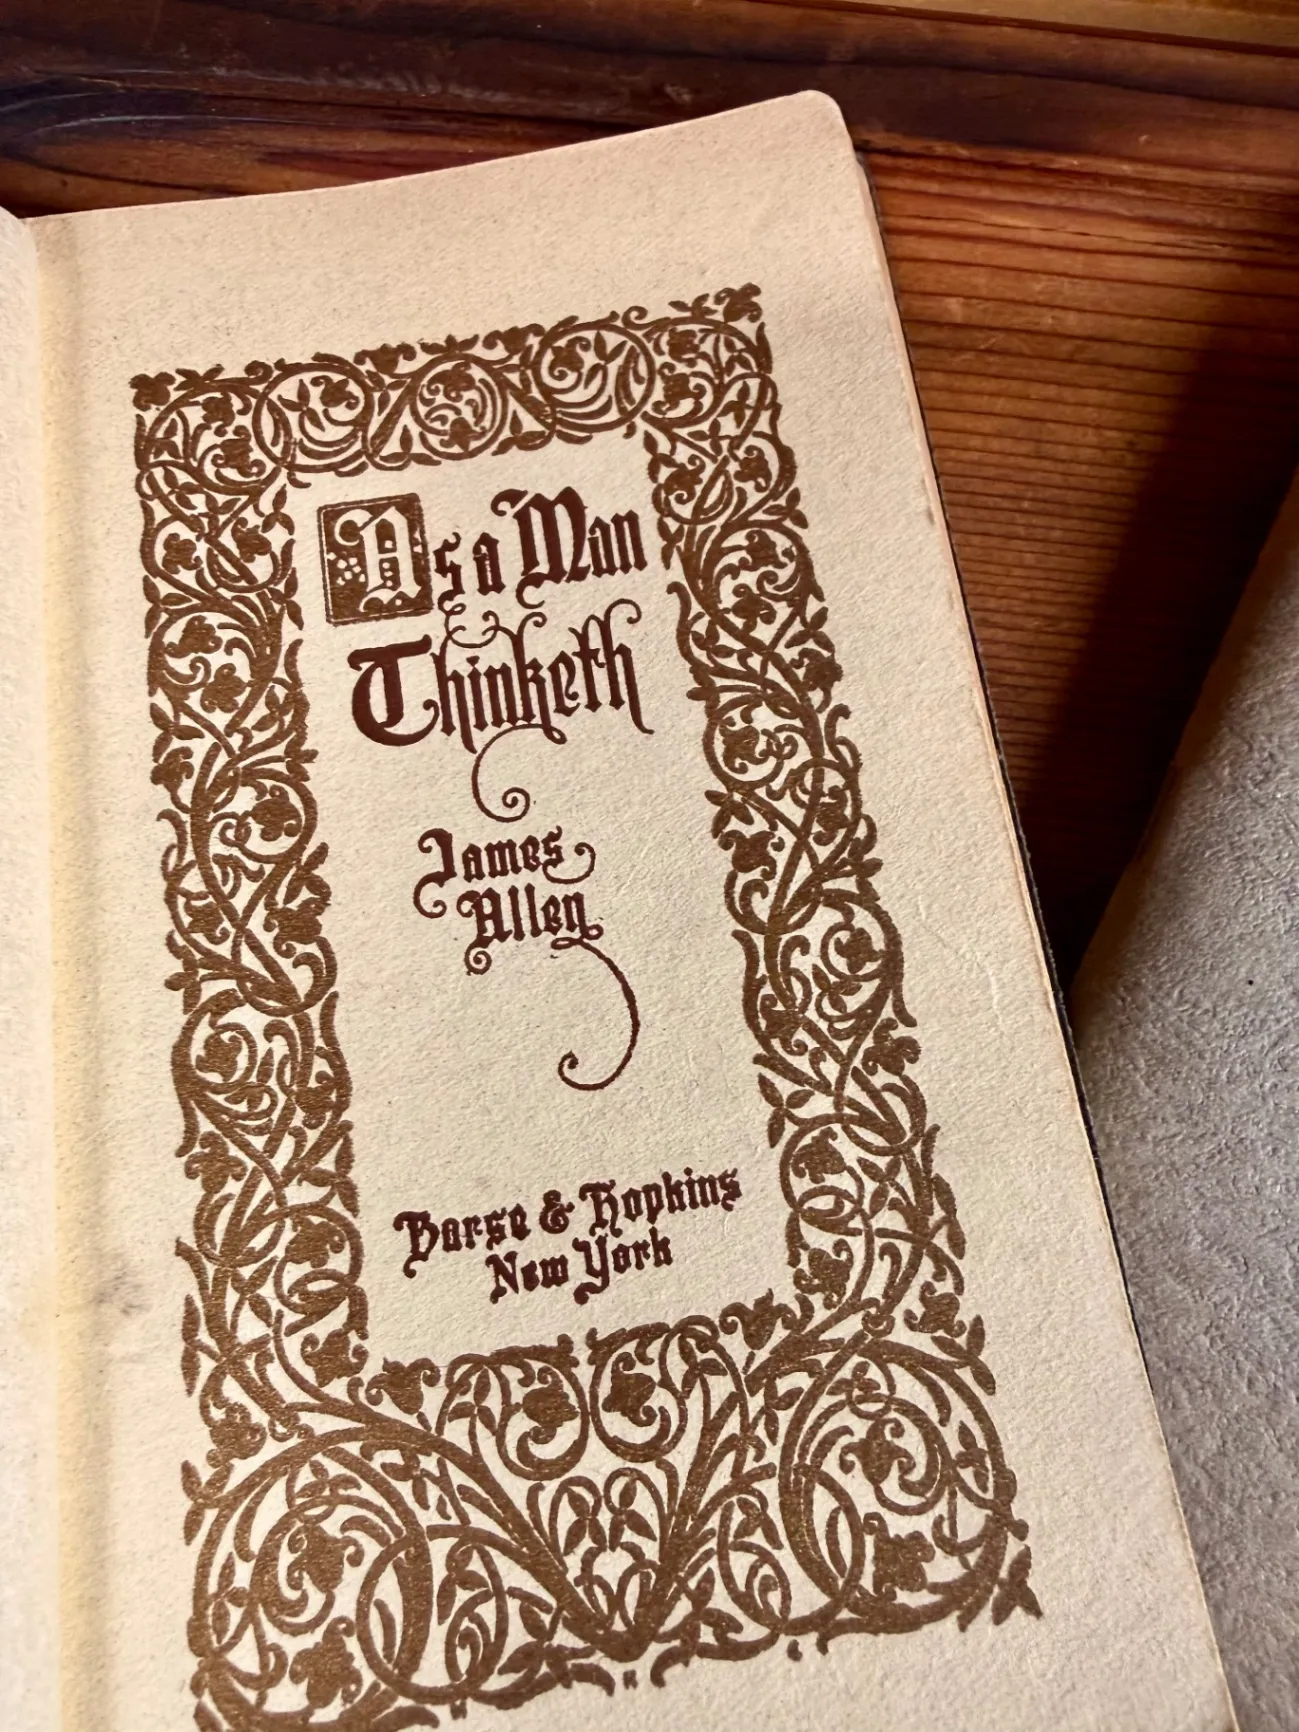 As a Man
Thinketh
James
Allen
Barse & Hopkins
New York